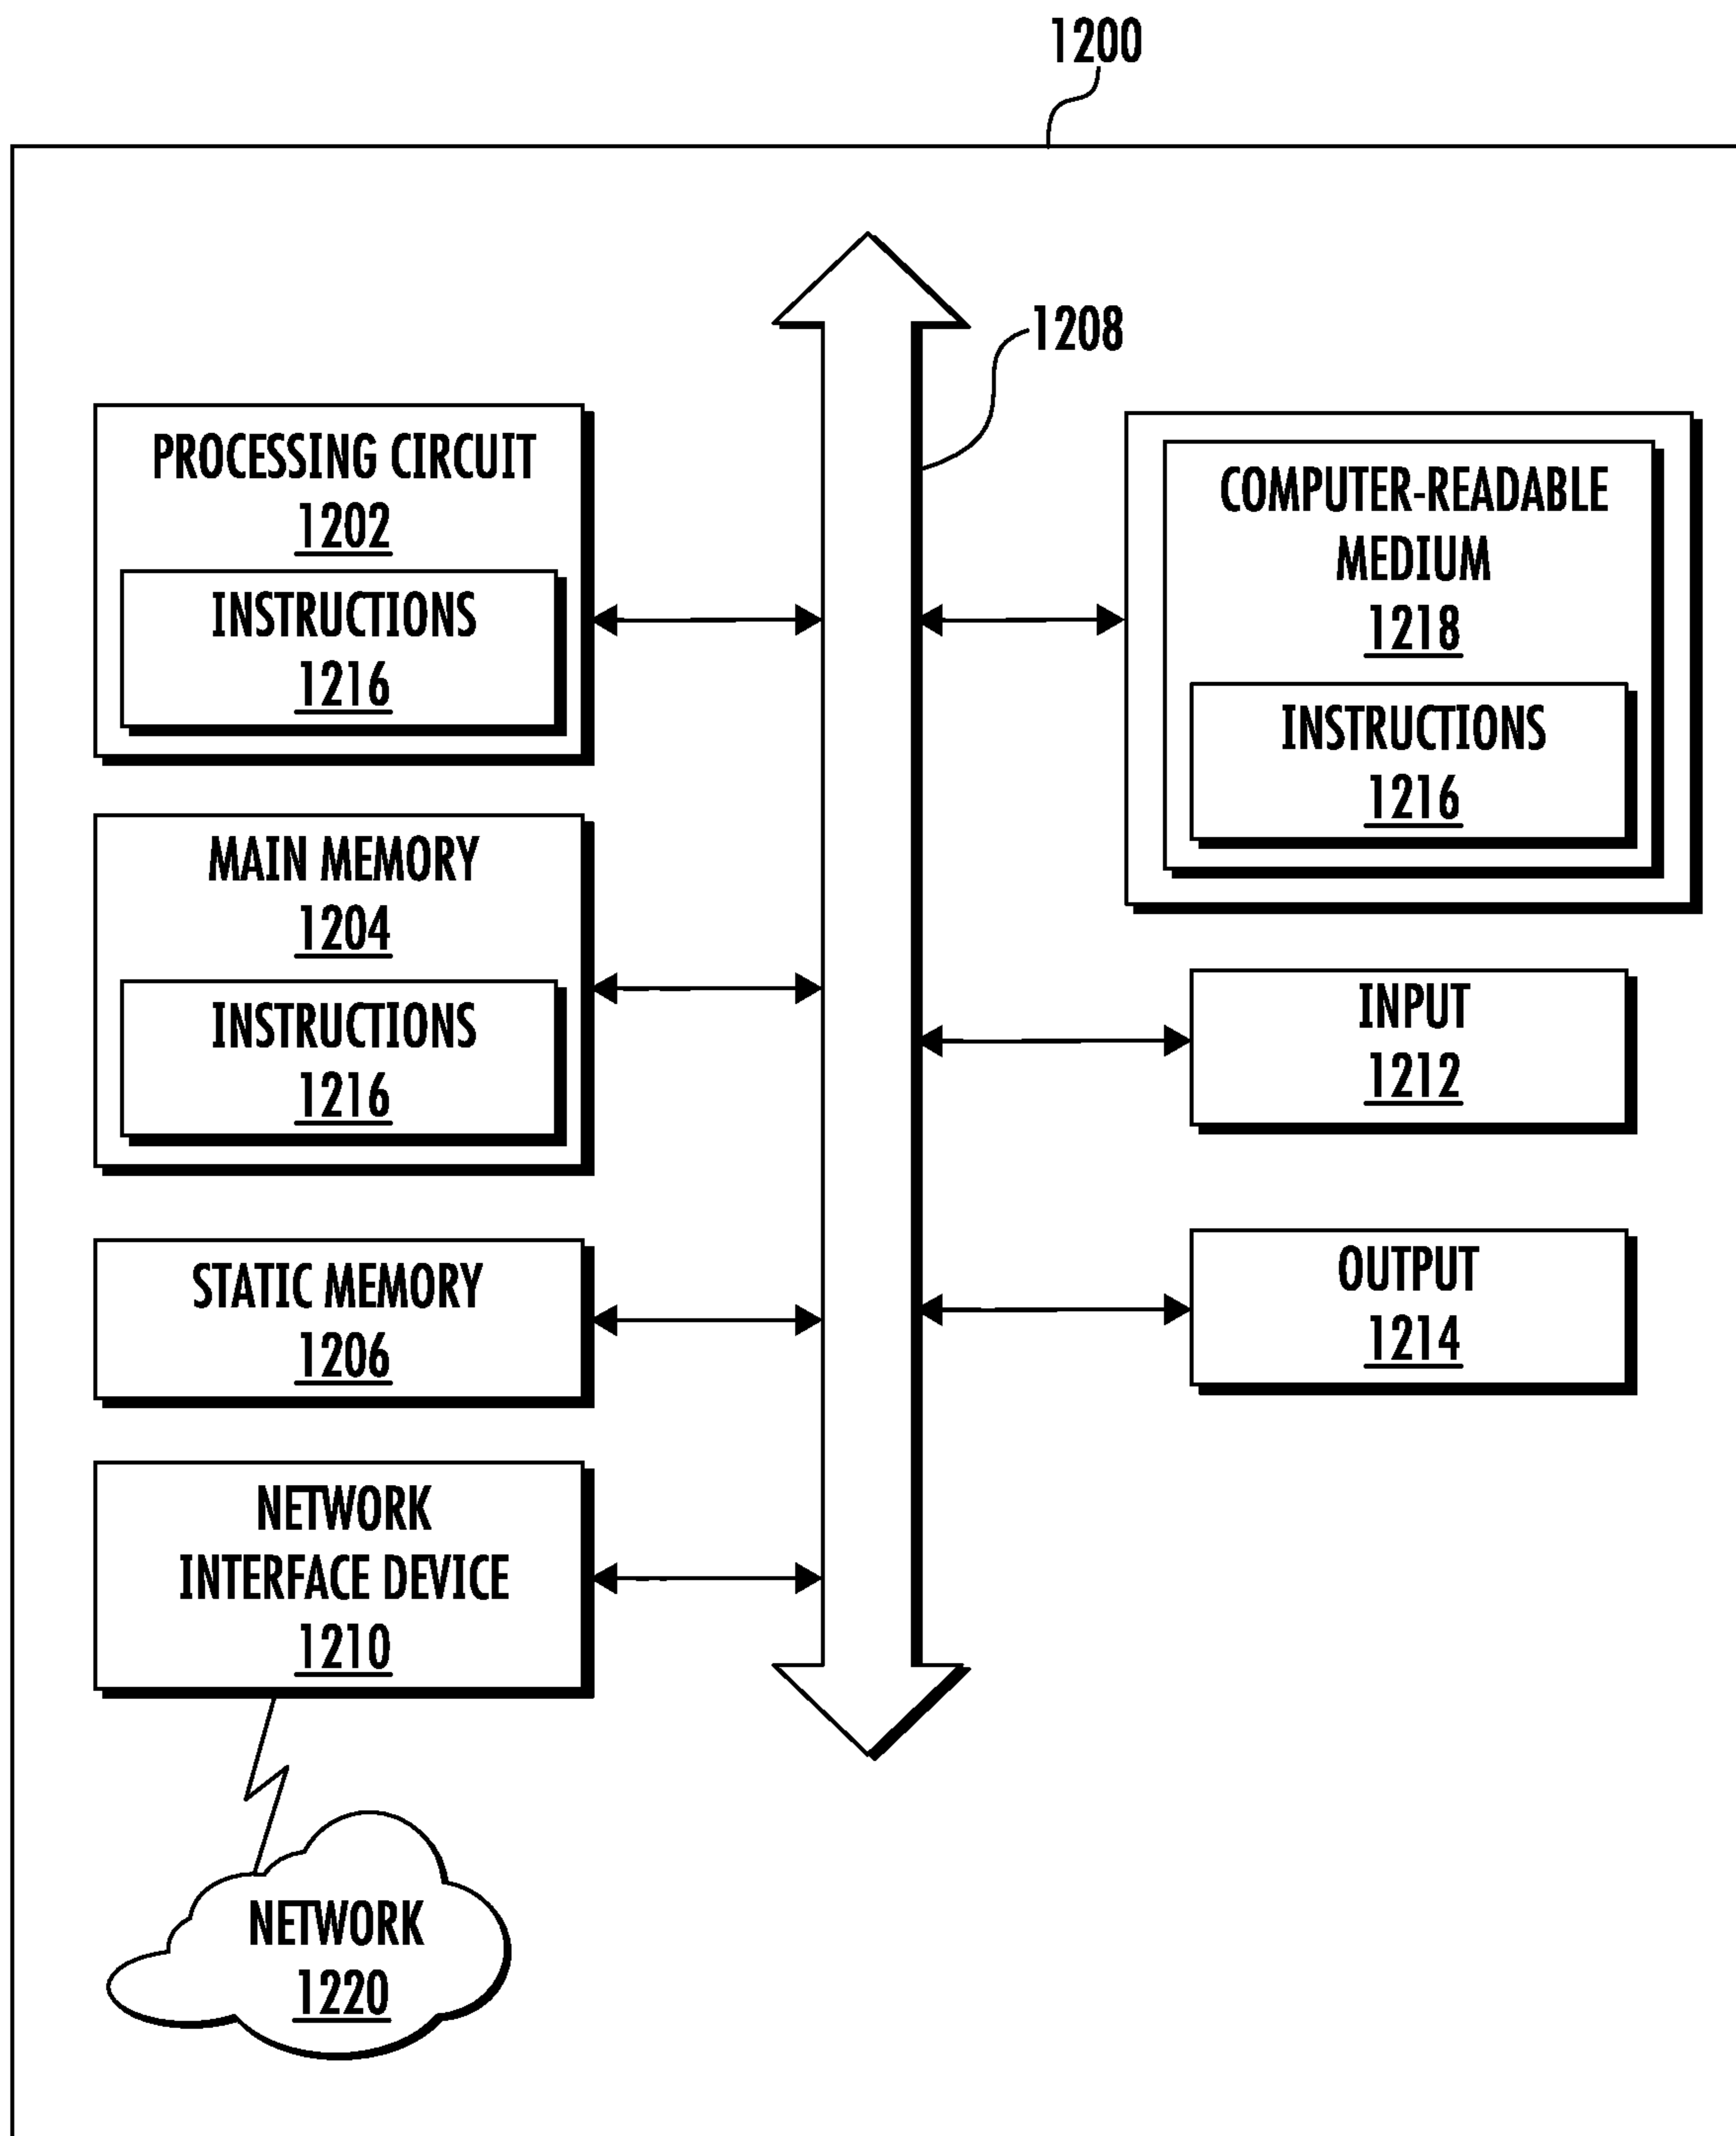 1200
1208
PROCESSING CIRCUIT
1202
INSTRUCTIONS
1216
MAIN MEMORY
1204
INSTRUCTIONS
1216
STATIC MEMORY
1206
NETWORK
INTERFACE DEVICE
1210
NETWORK
1220
COMPUTER-READABLE
MEDIUM
1218
INSTRUCTIONS
1216
INPUT
1212
OUTPUT
1214